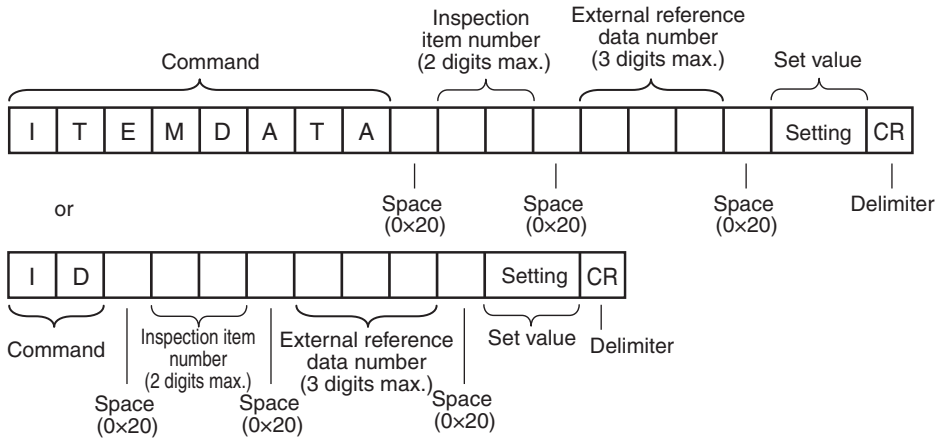 Command
Inspection
item number
(2 digits max.)
External reference
data number
(3 digits max.)
Set value
I T E M D A T A Setting CR
Space
(0×20)
Space
(0×20)
Space
(0×20)
Delimiter
or
I D Setting CR
Command
Space
(0×20)
Inspection item
number
(2 digits max.)
Space
(0×20)
External reference
data number
(3 digits max.)
Space
(0×20)
Set value
Delimiter